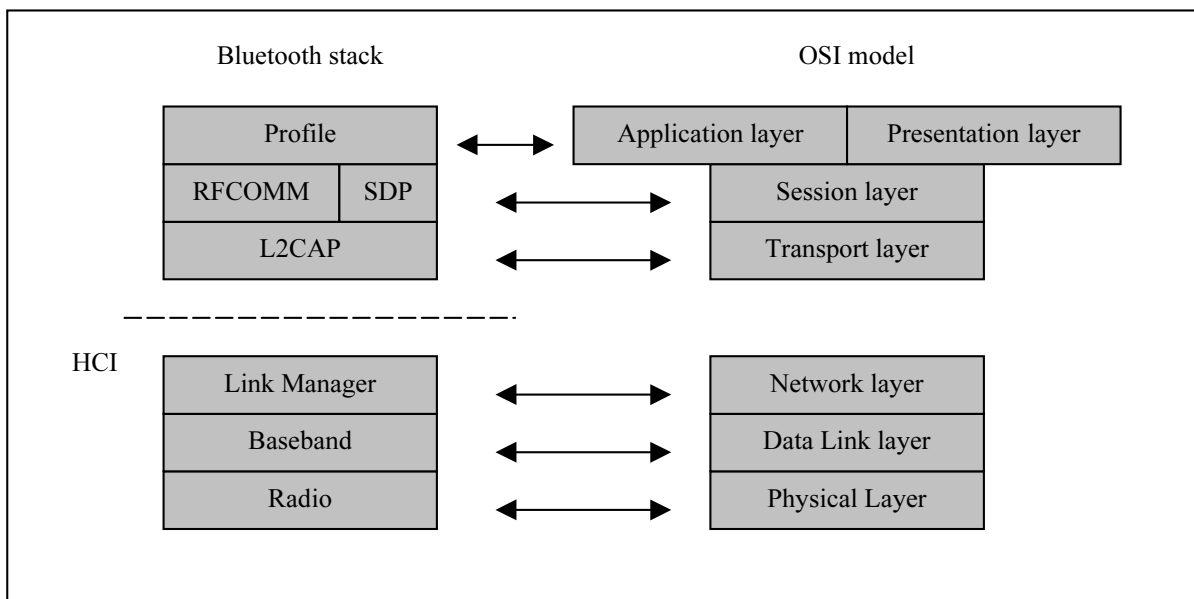 Bluetooth stack OSI model
Profile Application layer Presentation layer
RFCOMM SDP Session layer
L2CAP Transport layer
HCI
Link Manager Network layer
Baseband Data Link layer
Radio Physical Layer